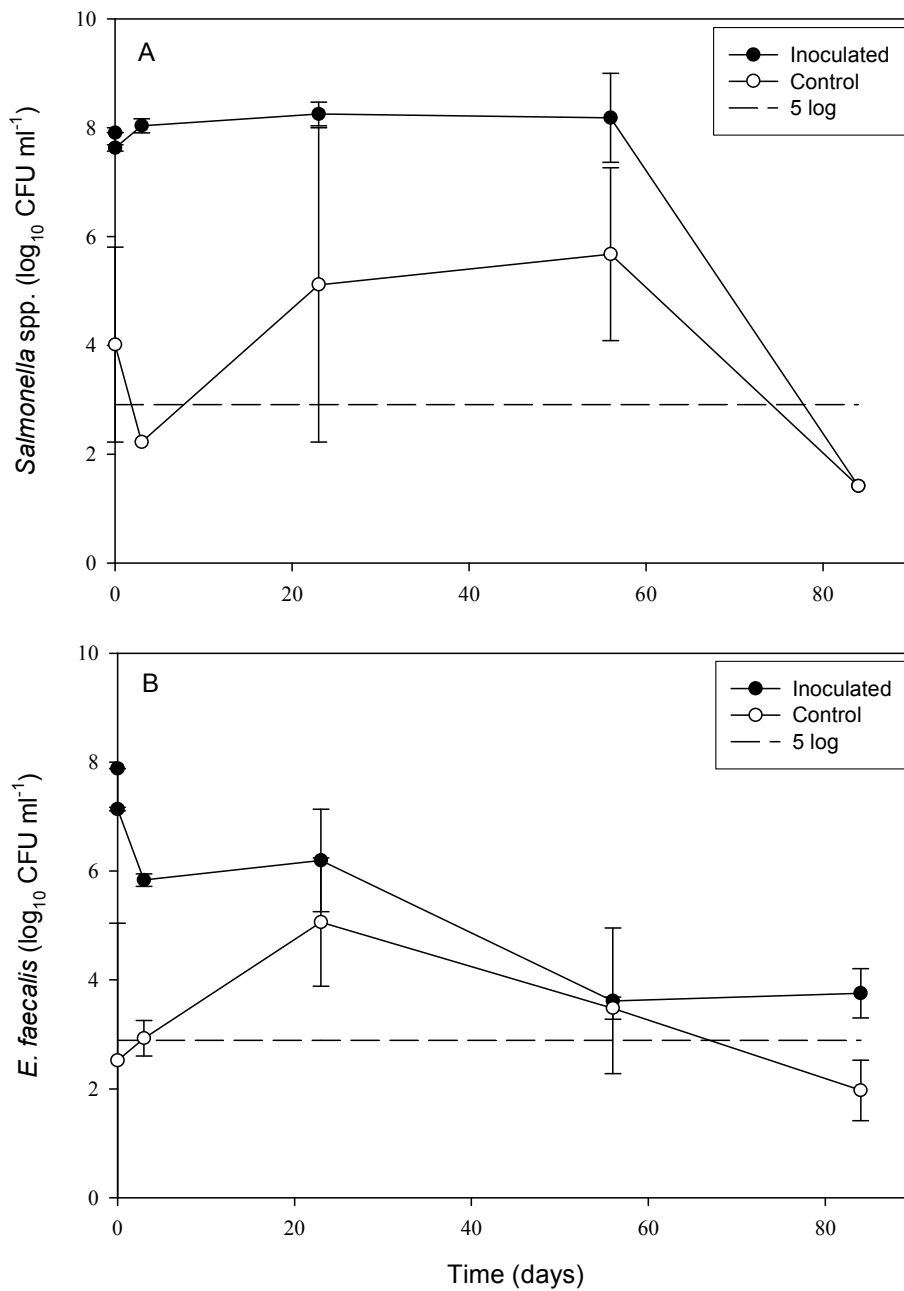 10
8
6
4
2
0
Salmonella spp. (log₁₀ CFU ml⁻¹)
A
Inoculated
Control
5 log
0 20 40 60 80
10
8
6
4
2
0
E. faecalis (log₁₀ CFU ml⁻¹)
B
Inoculated
Control
5 log
0 20 40 60 80
Time (days)